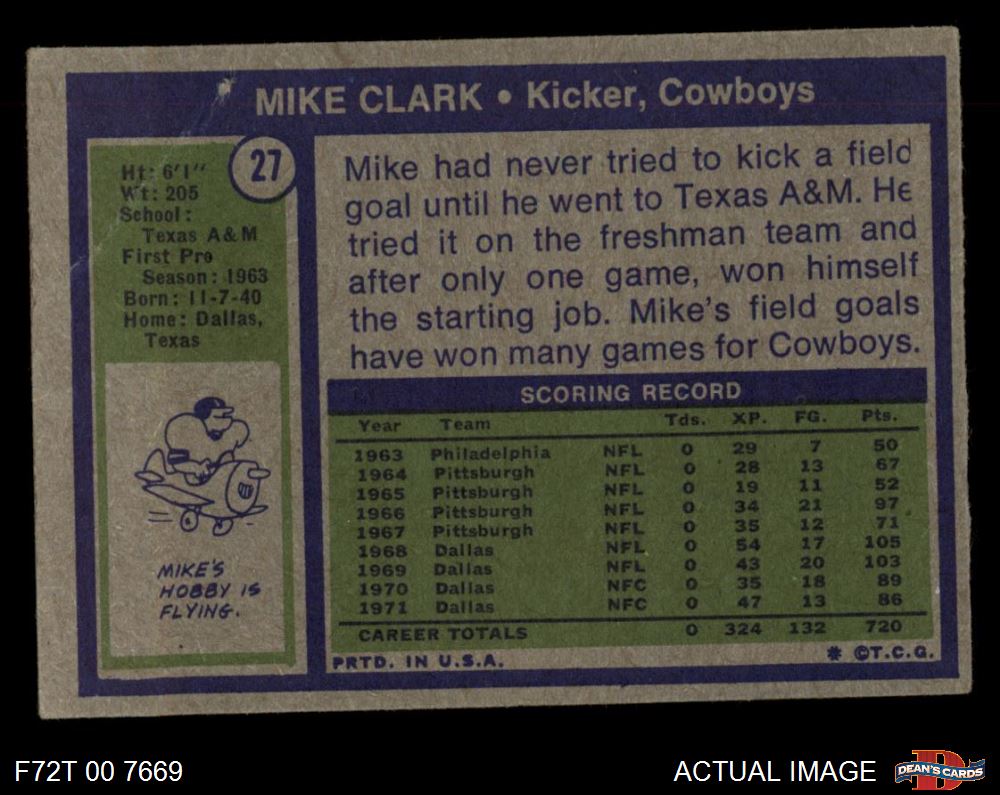 MIKE CLARK • Kicker, Cowboys
27
Ht: 6'1"
Wt: 205
School:
Texas A&M
First Pro
Season: 1963
Born: 11-7-40
Home: Dallas,
Texas
MIKE'S
HOBBY IS
FLYING.
Mike had never tried to kick a field
goal until he went to Texas A&M. He
tried it on the freshman team and
after only one game, won himself
the starting job. Mike's field goals
have won many games for Cowboys.
SCORING RECORD
Year Team Tds. XP. FG. Pts.
1963 Philadelphia NFL 0 29 7 50
1964 Pittsburgh NFL 0 28 13 67
1965 Pittsburgh NFL 0 19 11 52
1966 Pittsburgh NFL 0 34 21 97
1967 Pittsburgh NFL 0 35 12 71
1968 Dallas NFL 0 54 17 105
1969 Dallas NFL 0 43 20 103
1970 Dallas NFC 0 35 18 89
1971 Dallas NFC 0 47 13 86
CAREER TOTALS 0 324 132 720
PRTD. IN U.S.A. * ©T.C.G.
F72T 00 7669 ACTUAL IMAGE
D
DEAN'S CARDS